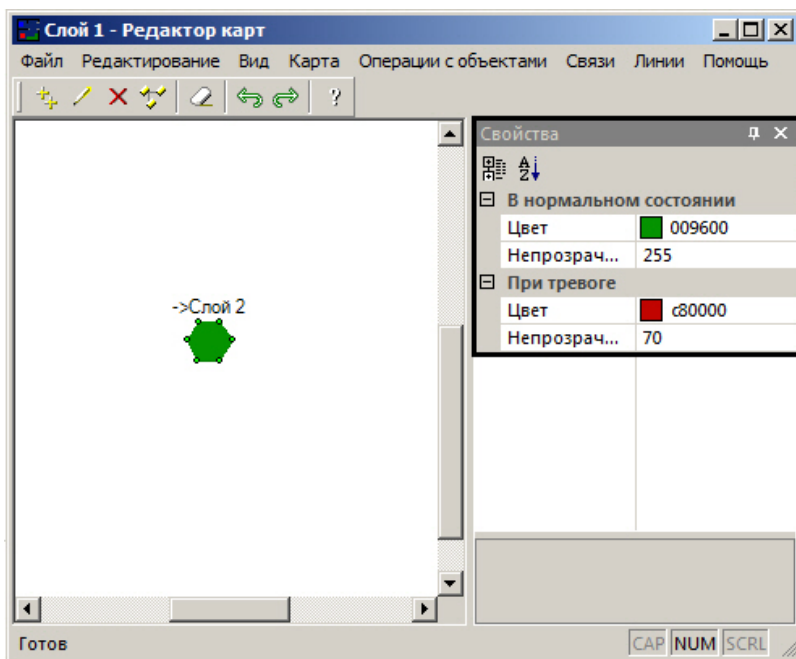 Слой 1 - Редактор карт
Файл Редактирование Вид Карта Операции с объектами Связи Линии Помощь
?
Свойства
A
Z
В нормальном состоянии
Цвет 009600
Непрозрач... 255
При тревоге
Цвет c80000
Непрозрач... 70
->Слой 2
Готов
CAP NUM SCRL